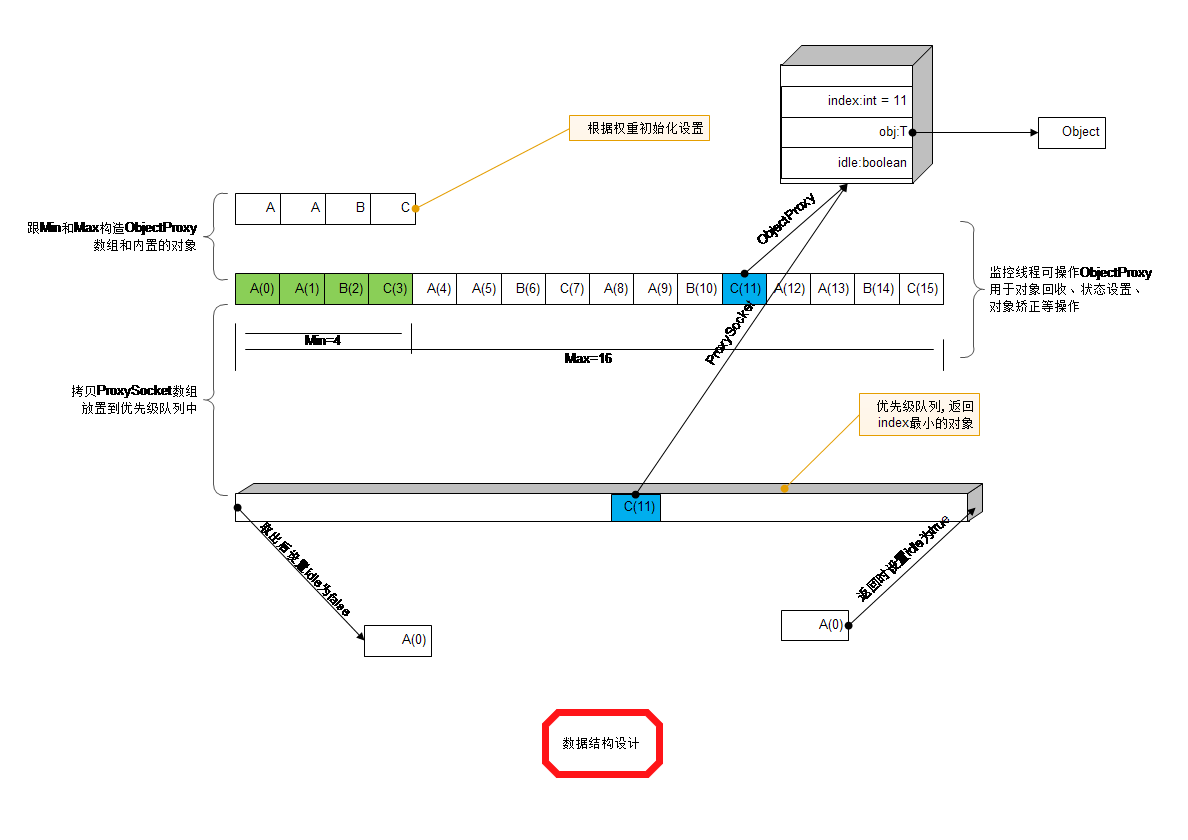 index:int = 11
obj:T
idle:boolean
Object
根据权重初始化设置
A
A
B
C
跟Min和Max构造ObjectProxy
数组和内置的对象
ObjectProxy
A(0)
A(1)
B(2)
C(3)
A(4)
A(5)
B(6)
C(7)
A(8)
A(9)
B(10)
C(11)
A(12)
A(13)
B(14)
C(15)
监控线程可操作ObjectProxy
用于对象回收、状态设置、
对象矫正等操作
Min=4
Max=16
ProxySocket
拷贝ProxySocket数组
放置到优先级队列中
优先级队列, 返回
index最小的对象
C(11)
取出后设置idle为false
返回时设置idle为true
A(0)
A(0)
数据结构设计